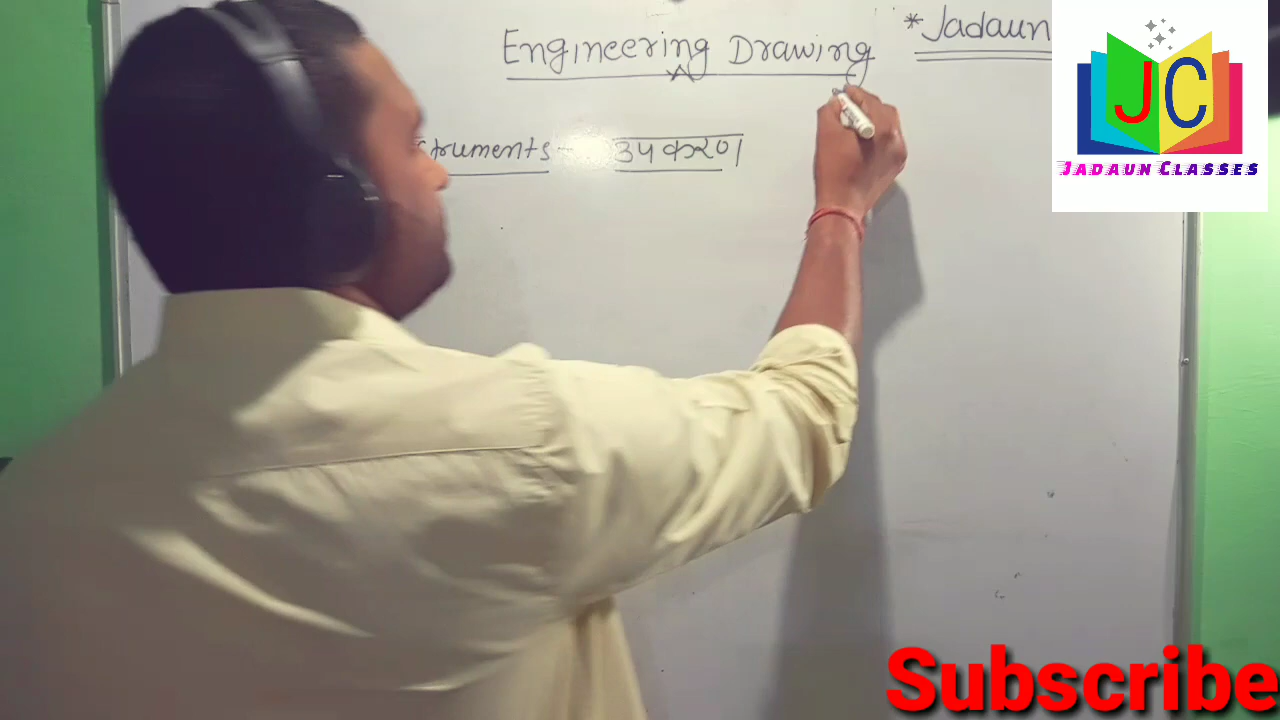 Engineering Drawing
* Jadaun
struments - उपकरण
JC
JADAUN CLASSES
Subscribe